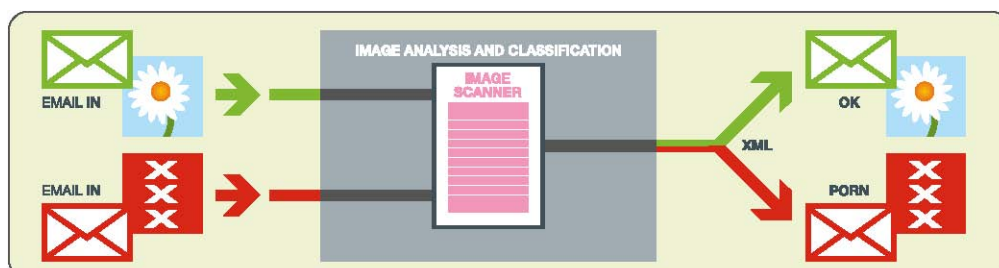 IMAGE ANALYSIS AND CLASSIFICATION
EMAIL IN
IMAGE
SCANNER
OK
XML
EMAIL IN
X
X
X
PORN
X
X
X